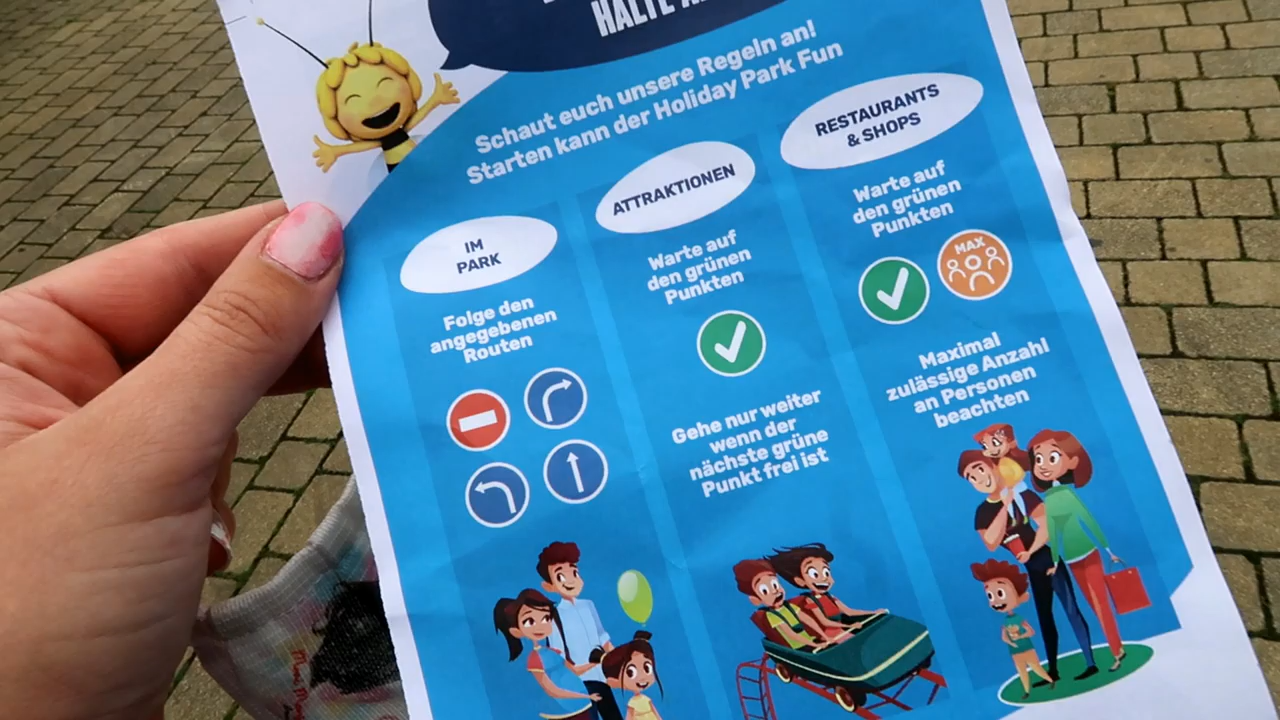 HALTE
Schaut euch unsere Regeln an!
Starten kann der Holiday Park Fun
IM
PARK
Folge den
angegebenen
Routen
ATTRAKTIONEN
Warte auf
den grünen
Punkten
Gehe nur weiter
wenn der
nächste grüne
Punkt frei ist
RESTAURANTS
& SHOPS
Warte auf
den grünen
Punkten
MAX
Maximal
zulässige Anzahl
an Personen
beachten